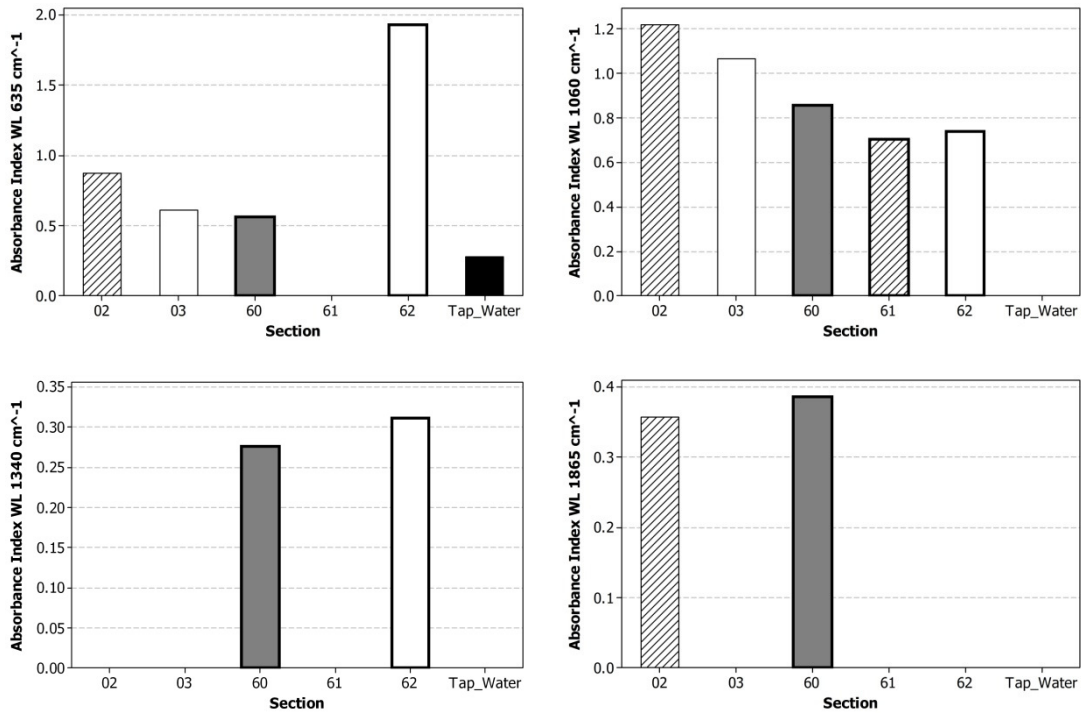 Absorbance Index WL 635 cm^-1
2.0
1.5
1.0
0.5
0.0
02 03 60 61 62 Tap_Water
Section
Absorbance Index WL 1060 cm^-1
1.2
1.0
0.8
0.6
0.4
0.2
0.0
02 03 60 61 62 Tap_Water
Section
Absorbance Index WL 1340 cm^-1
0.35
0.30
0.25
0.20
0.15
0.10
0.05
0.00
02 03 60 61 62 Tap_Water
Section
Absorbance Index WL 1865 cm^-1
0.4
0.3
0.2
0.1
0.0
02 03 60 61 62 Tap_Water
Section